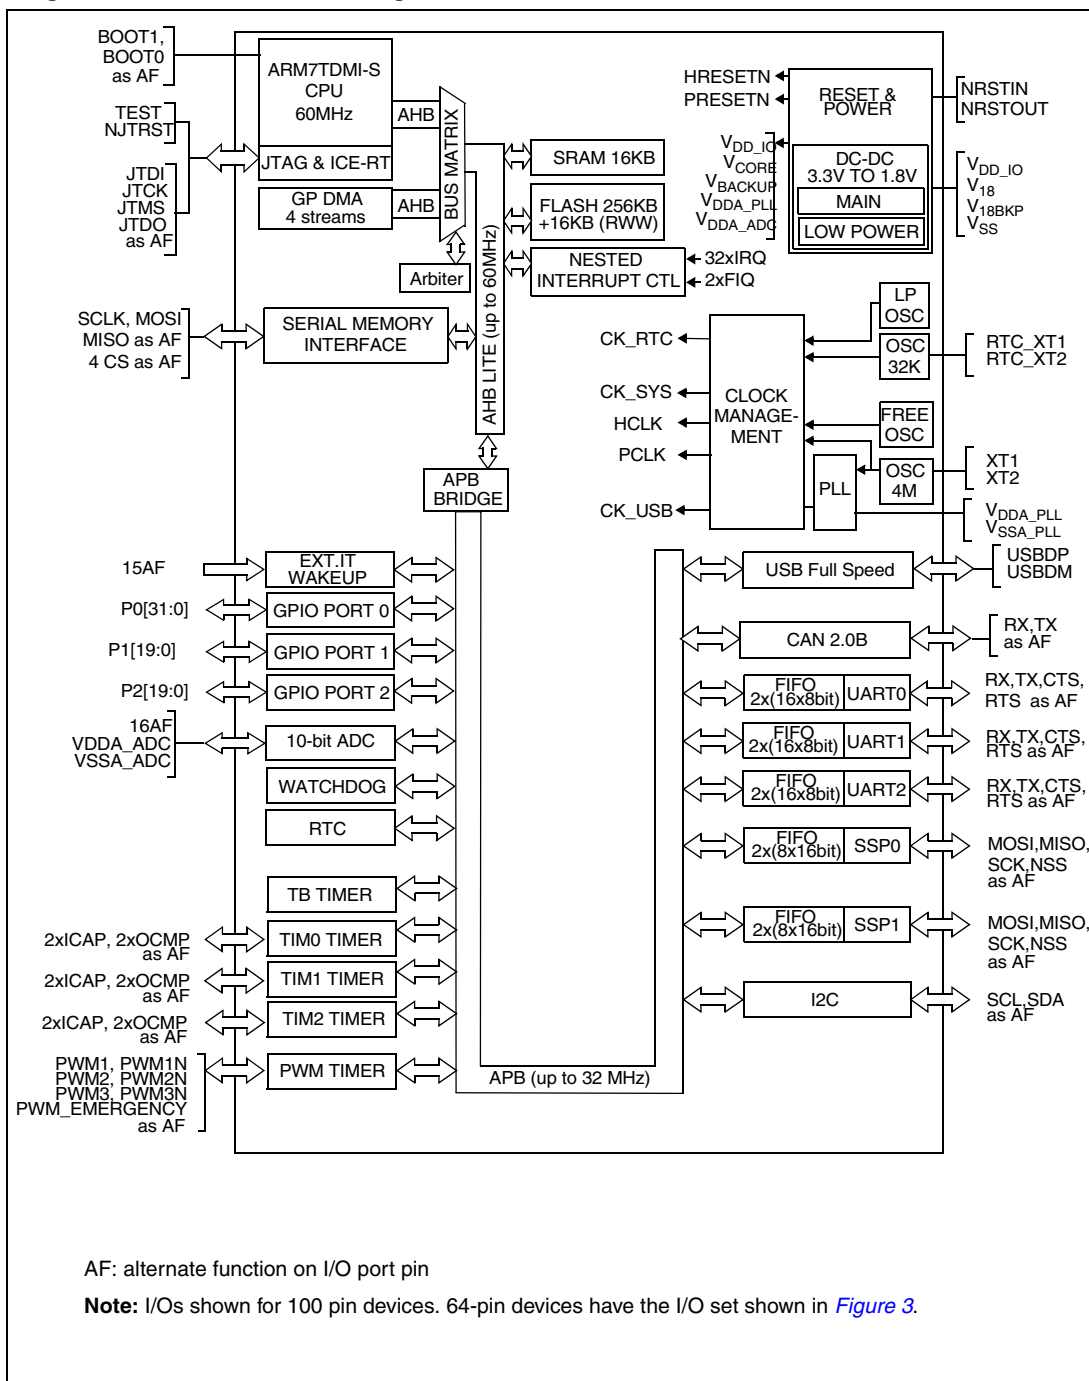 BOOT1,
BOOT0
as AF
TEST
NJTRST
JTDI
JTCK
JTMS
JTDO
as AF
ARM7TDMI-S
CPU
60MHz
JTAG & ICE-RT
GP DMA
4 streams
AHB
AHB
BUS MATRIX
Arbiter
AHB LITE (up to 60MHz)
SRAM 16KB
FLASH 256KB
+16KB (RWW)
NESTED
INTERRUPT CTL
32xIRQ
2xFIQ
HRESETN
PRESETN
VDD_IO
VCORE
VBACKUP
VDDA_PLL
VDDA_ADC
RESET &
POWER
DC-DC
3.3V TO 1.8V
MAIN
LOW POWER
NRSTIN
NRSTOUT
VDD_IO
V18
V18BKP
VSS
SCLK, MOSI
MISO as AF
4 CS as AF
SERIAL MEMORY
INTERFACE
CK_RTC
CK_SYS
HCLK
PCLK
CK_USB
CLOCK
MANAGE-
MENT
LP
OSC
OSC
32K
FREE
OSC
OSC
4M
PLL
RTC_XT1
RTC_XT2
XT1
XT2
VDDA_PLL
VSSA_PLL
APB
BRIDGE
15AF
EXT.IT
WAKEUP
P0[31:0]
GPIO PORT 0
P1[19:0]
GPIO PORT 1
P2[19:0]
GPIO PORT 2
16AF
VDDA_ADC
VSSA_ADC
10-bit ADC
WATCHDOG
RTC
TB TIMER
2xICAP, 2xOCMP
as AF
TIM0 TIMER
2xICAP, 2xOCMP
as AF
TIM1 TIMER
2xICAP, 2xOCMP
as AF
TIM2 TIMER
PWM1, PWM1N
PWM2, PWM2N
PWM3, PWM3N
PWM_EMERGENCY
as AF
PWM TIMER
APB (up to 32 MHz)
USB Full Speed
USBDP
USBDM
CAN 2.0B
RX,TX
as AF
FIFO
2x(16x8bit)
UART0
RX,TX,CTS,
RTS as AF
FIFO
2x(16x8bit)
UART1
RX,TX,CTS,
RTS as AF
FIFO
2x(16x8bit)
UART2
RX,TX,CTS,
RTS as AF
FIFO
2x(8x16bit)
SSP0
MOSI,MISO,
SCK,NSS
as AF
FIFO
2x(8x16bit)
SSP1
MOSI,MISO,
SCK,NSS
as AF
I2C
SCL,SDA
as AF
AF: alternate function on I/O port pin
Note: I/Os shown for 100 pin devices. 64-pin devices have the I/O set shown in Figure 3.